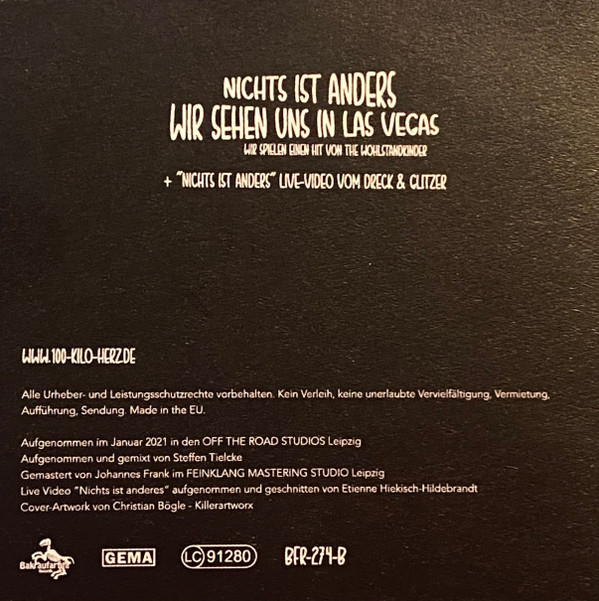 NICHTS IST ANDERS
WIR SEHEN UNS IN LAS VEGAS
WIR SPIELEN EINEN HIT VON THE WOHLSTANDKINDER
+ "NICHTS IST ANDERS" LIVE-VIDEO VOM DRECK & GLITZER
WWW.100-KILO-HERZ.DE
Alle Urheber- und Leistungsschutzrechte vorbehalten. Kein Verleih, keine unerlaubte Vervielfältigung, Vermietung,
Aufführung, Sendung. Made in the EU.
Aufgenommen im Januar 2021 in den OFF THE ROAD STUDIOS Leipzig
Aufgenommen und gemixt von Steffen Tielcke
Gemastert von Johannes Frank im FEINKLANG MASTERING STUDIO Leipzig
Live Video "Nichts ist anderes" aufgenommen und geschnitten von Etienne Hiekisch-Hildebrandt
Cover-Artwork von Christian Bögle - Killerartworx
Bakraufarfita
Records
GEMA
LC 91280
BFR-274-B